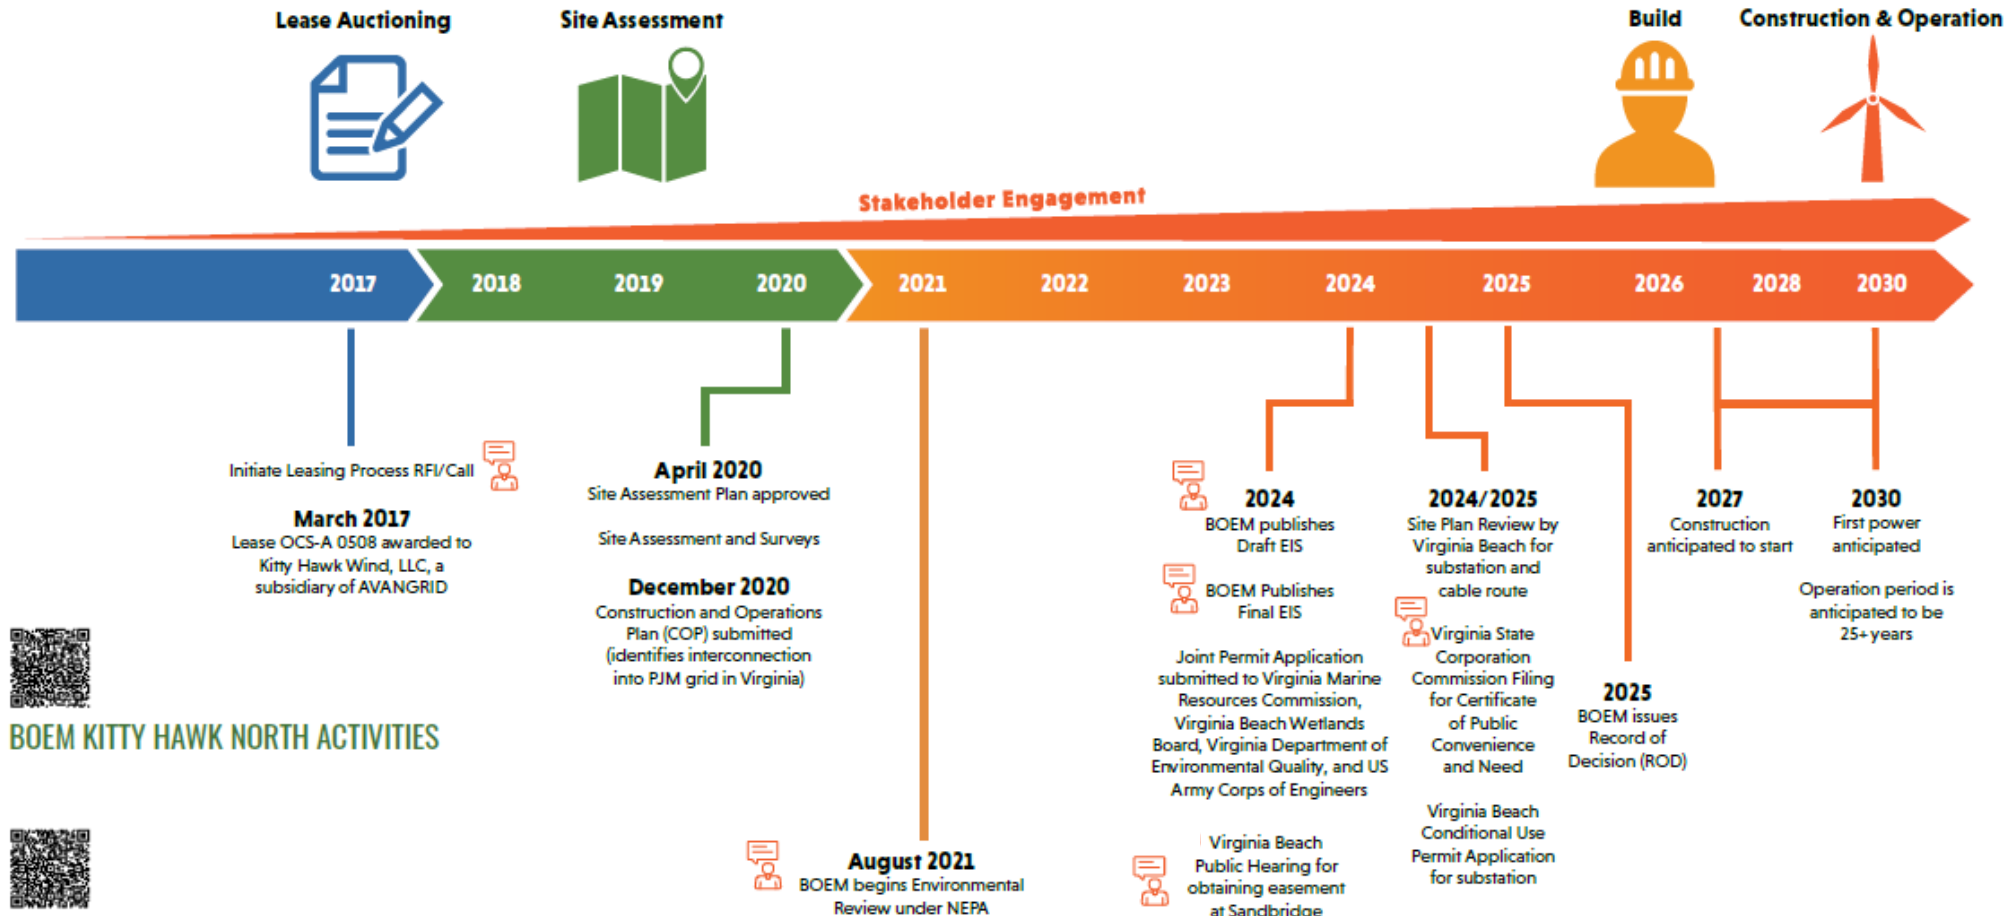 Lease Auctioning
Site Assessment
Build
Construction & Operation
Stakeholder Engagement
2017
2018
2019
2020
2021
2022
2023
2024
2025
2026
2028
2030
Initiate Leasing Process RFI/Call
March 2017
Lease OCS-A 0508 awarded to
Kitty Hawk Wind, LLC, a
subsidiary of AVANGRID
April 2020
Site Assessment Plan approved
Site Assessment and Surveys
December 2020
Construction and Operations
Plan (COP) submitted
(identifies interconnection
into PJM grid in Virginia)
August 2021
BOEM begins Environmental
Review under NEPA
2024
BOEM publishes
Draft EIS
BOEM Publishes
Final EIS
Joint Permit Application
submitted to Virginia Marine
Resources Commission,
Virginia Beach Wetlands
Board, Virginia Department of
Environmental Quality, and US
Army Corps of Engineers
Virginia Beach
Public Hearing for
obtaining easement
at Sandbridge
2024/2025
Site Plan Review by
Virginia Beach for
substation and
cable route
Virginia State
Corporation
Commission Filing
for Certificate
of Public
Convenience
and Need
Virginia Beach
Conditional Use
Permit Application
for substation
2025
BOEM issues
Record of
Decision (ROD)
2027
Construction
anticipated to start
2030
First power
anticipated
Operation period is
anticipated to be
25+ years
BOEM KITTY HAWK NORTH ACTIVITIES